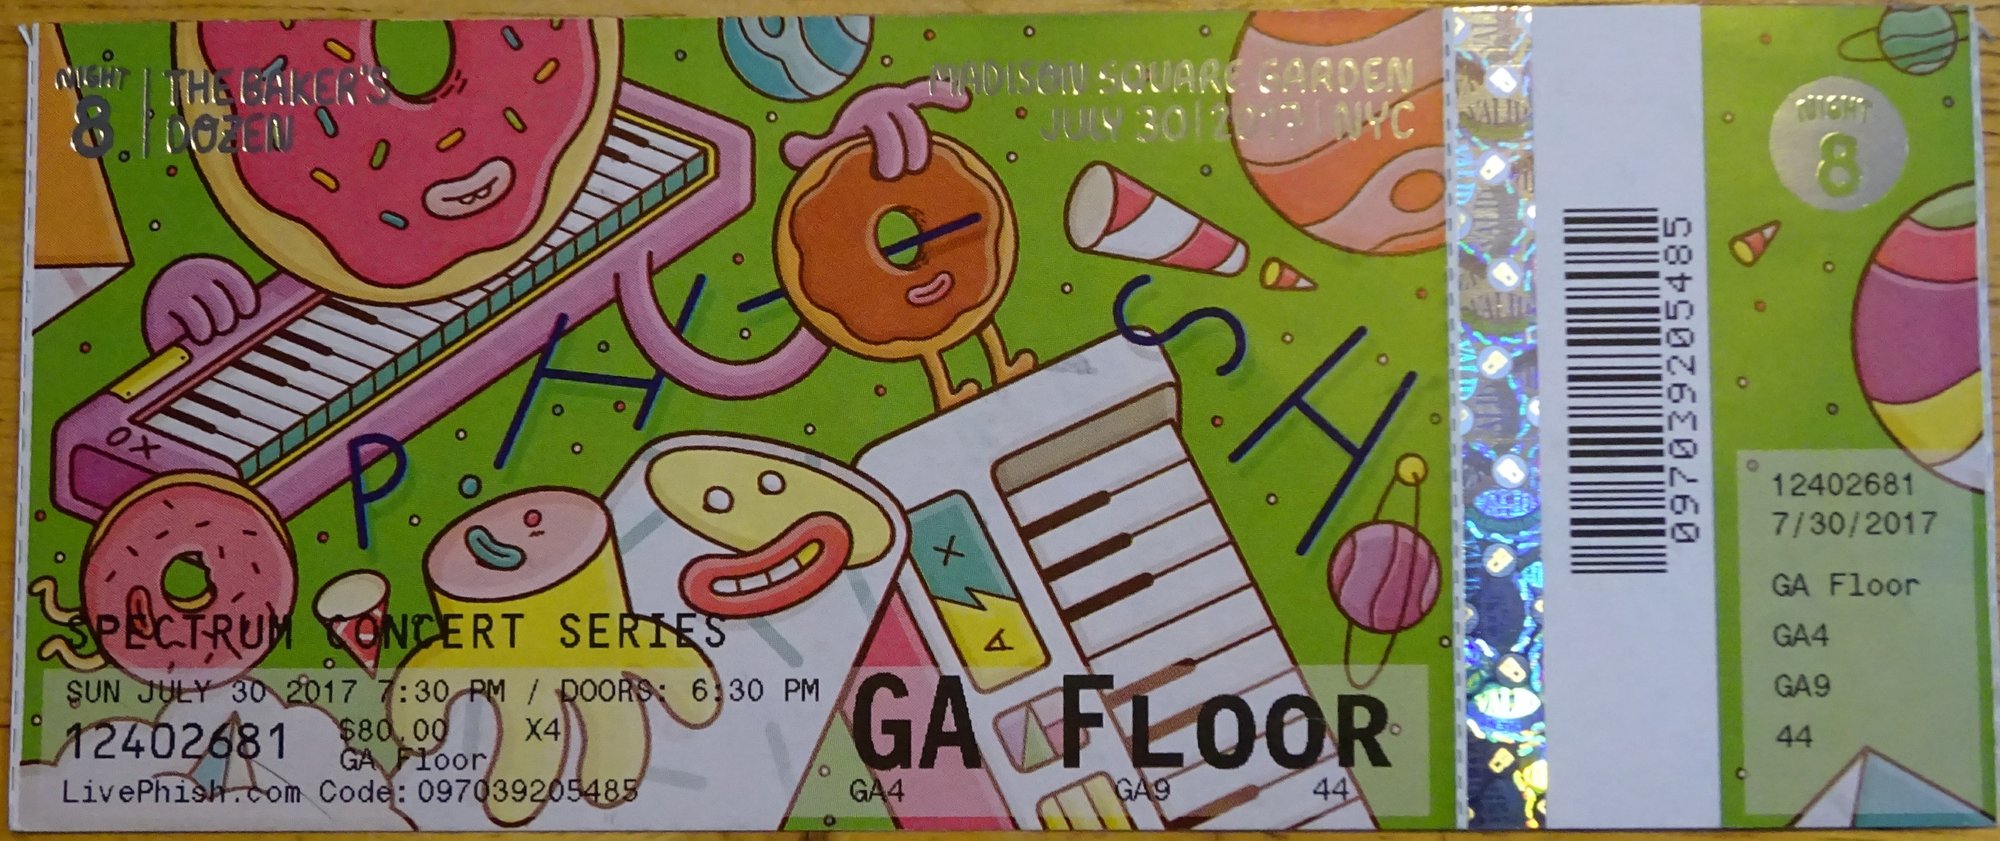 NIGHT
8
THE BAKER'S
DOZEN
MADISON SQUARE GARDEN
JULY 30 | 2017 | NYC
PHISH
SPECTRUM CONCERT SERIES
SUN JULY 30 2017 7:30 PM / DOORS: 6:30 PM
12402681 $80.00 X4
GA Floor
LivePhish.com Code: 097039205485
GA FLOOR
GA4 GA9 44
097039205485
NIGHT
8
12402681
7/30/2017
GA Floor
GA4
GA9
44